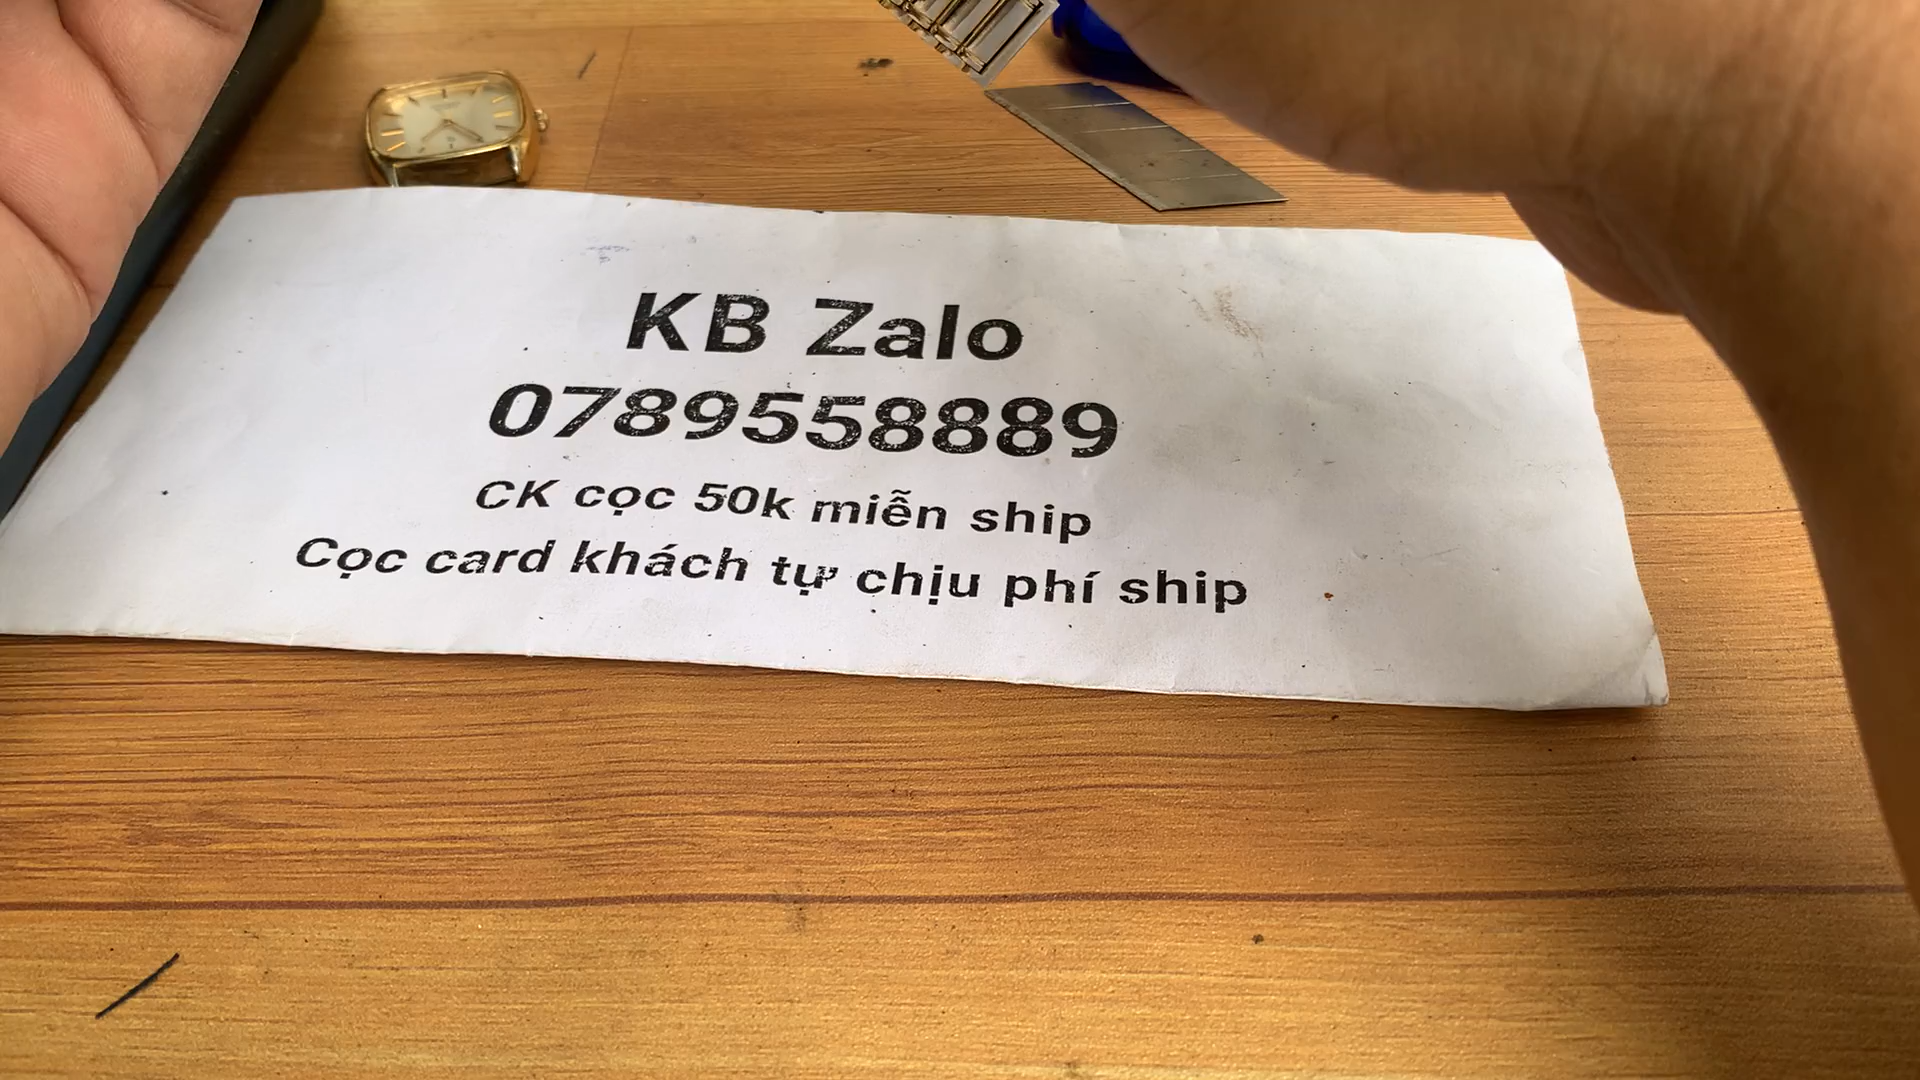 KB Zalo
0789558889
CK cọc 50k miễn ship
Cọc card khách tự chịu phí ship